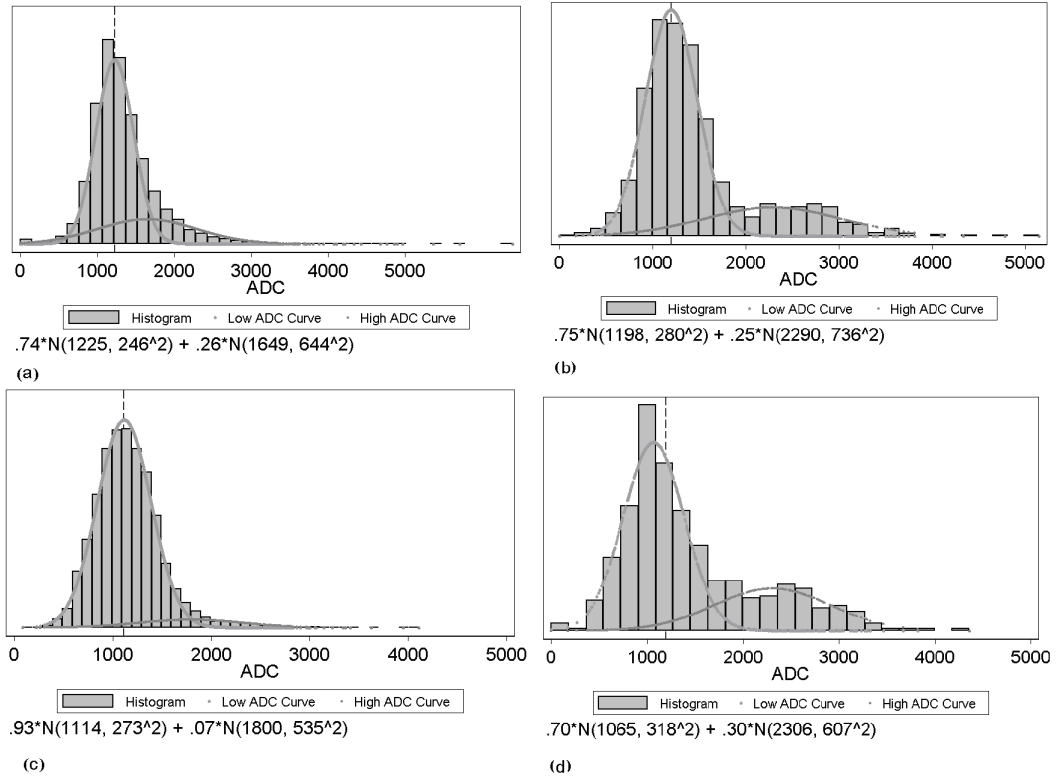 0 1000 2000 3000 4000 5000
ADC
Histogram Low ADC Curve High ADC Curve
.74*N(1225, 246^2) + .26*N(1649, 644^2)
(a)
0 1000 2000 3000 4000 5000
ADC
Histogram Low ADC Curve High ADC Curve
.75*N(1198, 280^2) + .25*N(2290, 736^2)
(b)
0 1000 2000 3000 4000 5000
ADC
Histogram Low ADC Curve High ADC Curve
.93*N(1114, 273^2) + .07*N(1800, 535^2)
(c)
0 1000 2000 3000 4000 5000
ADC
Histogram Low ADC Curve High ADC Curve
.70*N(1065, 318^2) + .30*N(2306, 607^2)
(d)